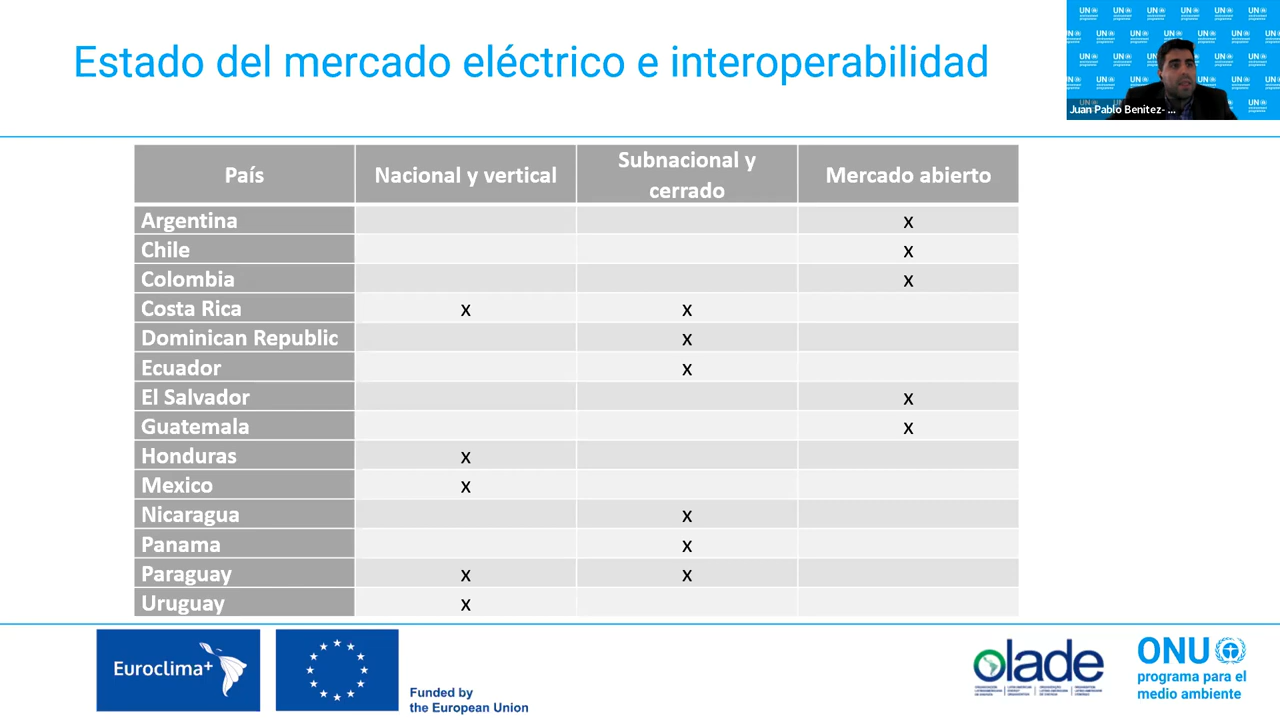 Estado del mercado eléctrico e interoperabilidad
Juan Pablo Benitez- ...
País
Nacional y vertical
Subnacional y
cerrado
Mercado abierto
Argentina x
Chile x
Colombia x
Costa Rica x x
Dominican Republic x
Ecuador x
El Salvador x
Guatemala x
Honduras x
Mexico x
Nicaragua x
Panama x
Paraguay x x
Uruguay x
Euroclima+
Funded by
the European Union
olade
ONU
programa para el
medio ambiente